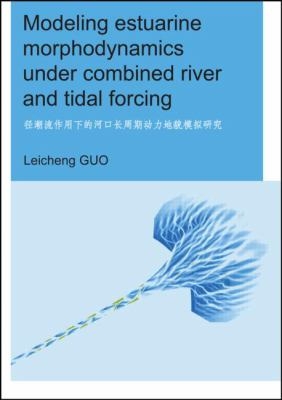 Modeling estuarine
morphodynamics
under combined river
and tidal forcing
径潮流作用下的河口长周期动力地貌模拟研究
Leicheng GUO